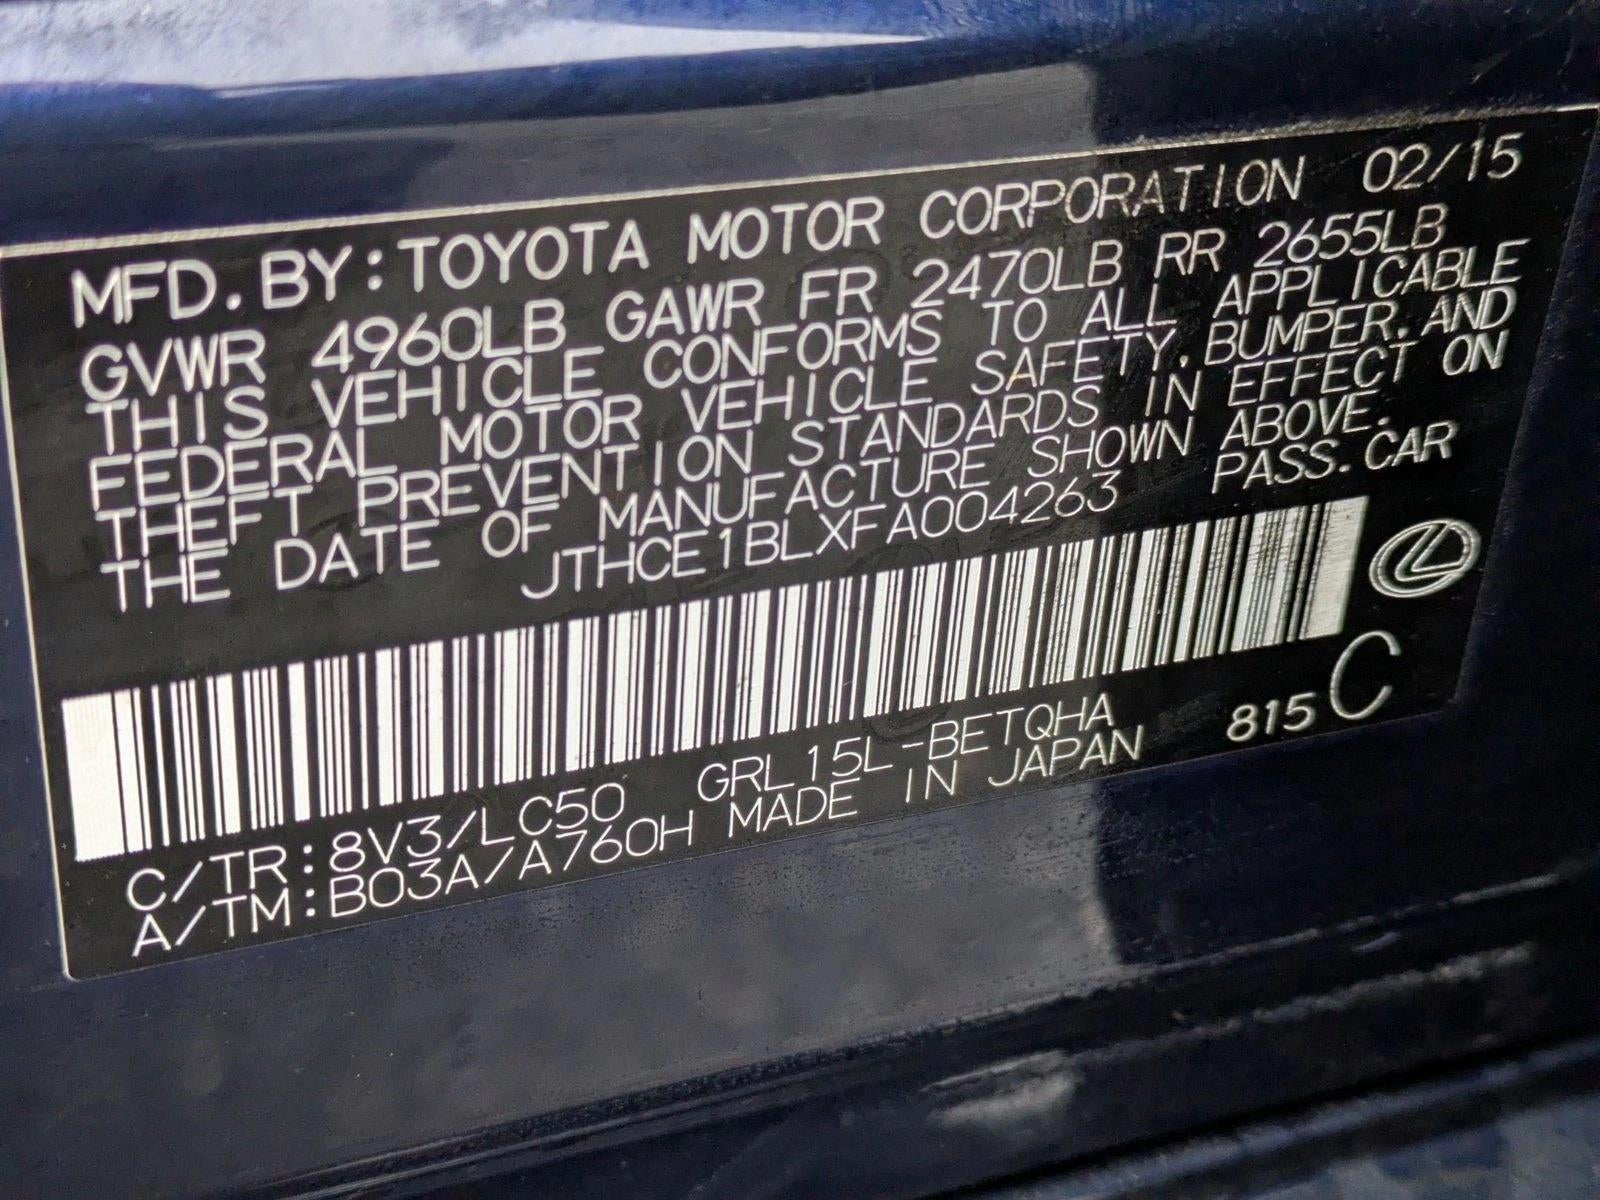 MFD. BY: TOYOTA MOTOR CORPORATION 02/15
GVWR 4960LB GAWR FR 2470LB RR 2655LB
THIS VEHICLE CONFORMS TO ALL APPLICABLE
FEDERAL MOTOR VEHICLE SAFETY, BUMPER, AND
THEFT PREVENTION STANDARDS IN EFFECT ON
THE DATE OF MANUFACTURE SHOWN ABOVE.
JTHCE1BLXFA004263 PASS. CAR
C/TR: 8V3/LC50 GRL15L-BETQHA 815 C
A/TM: B03A/A760H MADE IN JAPAN